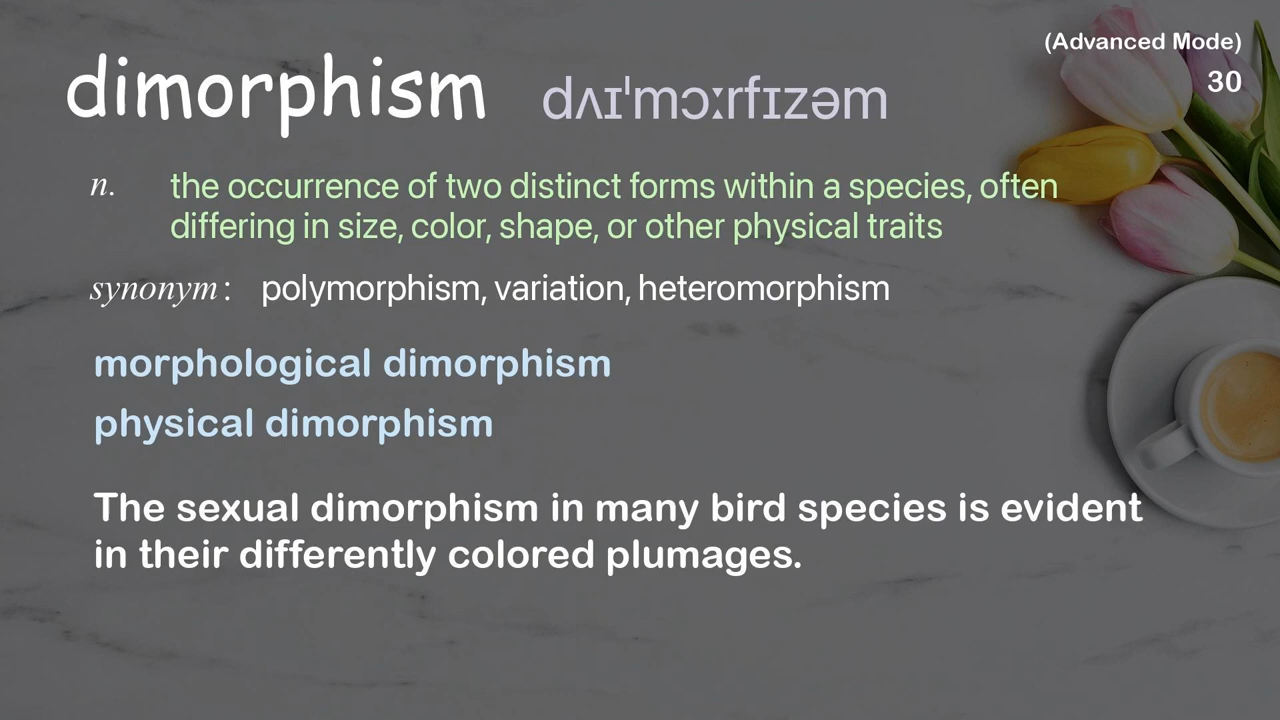 (Advanced Mode)
30
dimorphism dʌɪˈmɔːrfɪzəm
n. the occurrence of two distinct forms within a species, often
differing in size, color, shape, or other physical traits
synonym: polymorphism, variation, heteromorphism
morphological dimorphism
physical dimorphism
The sexual dimorphism in many bird species is evident
in their differently colored plumages.